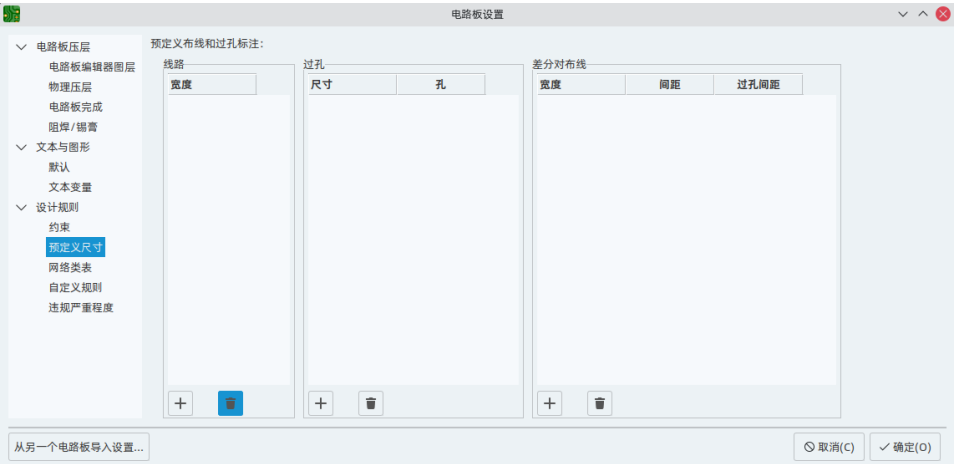 电路板设置
电路板压层
电路板编辑器图层
物理压层
电路板完成
阻焊/锡膏
文本与图形
默认
文本变量
设计规则
约束
预定义尺寸
网络类表
自定义规则
违规严重程度
预定义布线和过孔标注:
线路
宽度
过孔
尺寸 孔
差分对布线
宽度 间距 过孔间距
从另一个电路板导入设置...
取消(C) 确定(O)